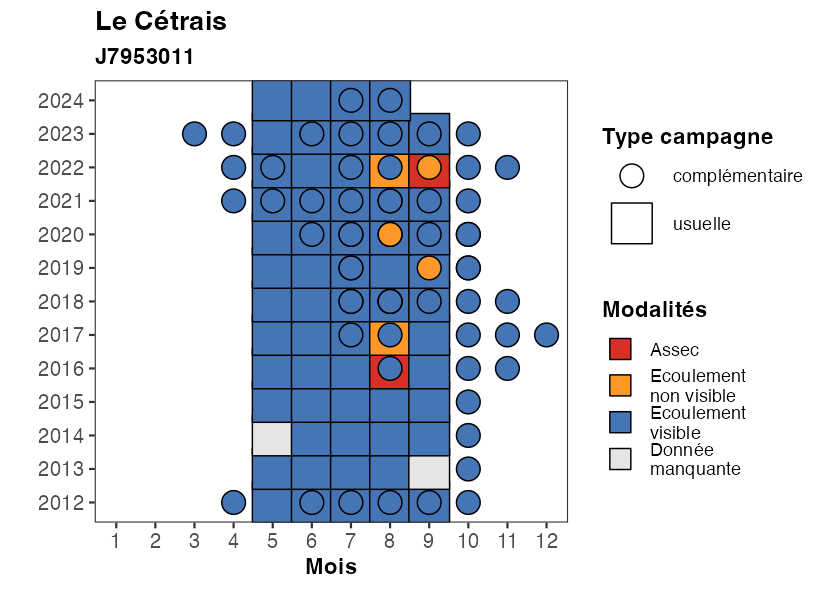 Le Cétrais
J7953011
2024
2023
2022
2021
2020
2019
2018
2017
2016
2015
2014
2013
2012
1 2 3 4 5 6 7 8 9 10 11 12
Mois
Type campagne
complémentaire
usuelle
Modalités
Assec
Ecoulement
non visible
Ecoulement
visible
Donnée
manquante